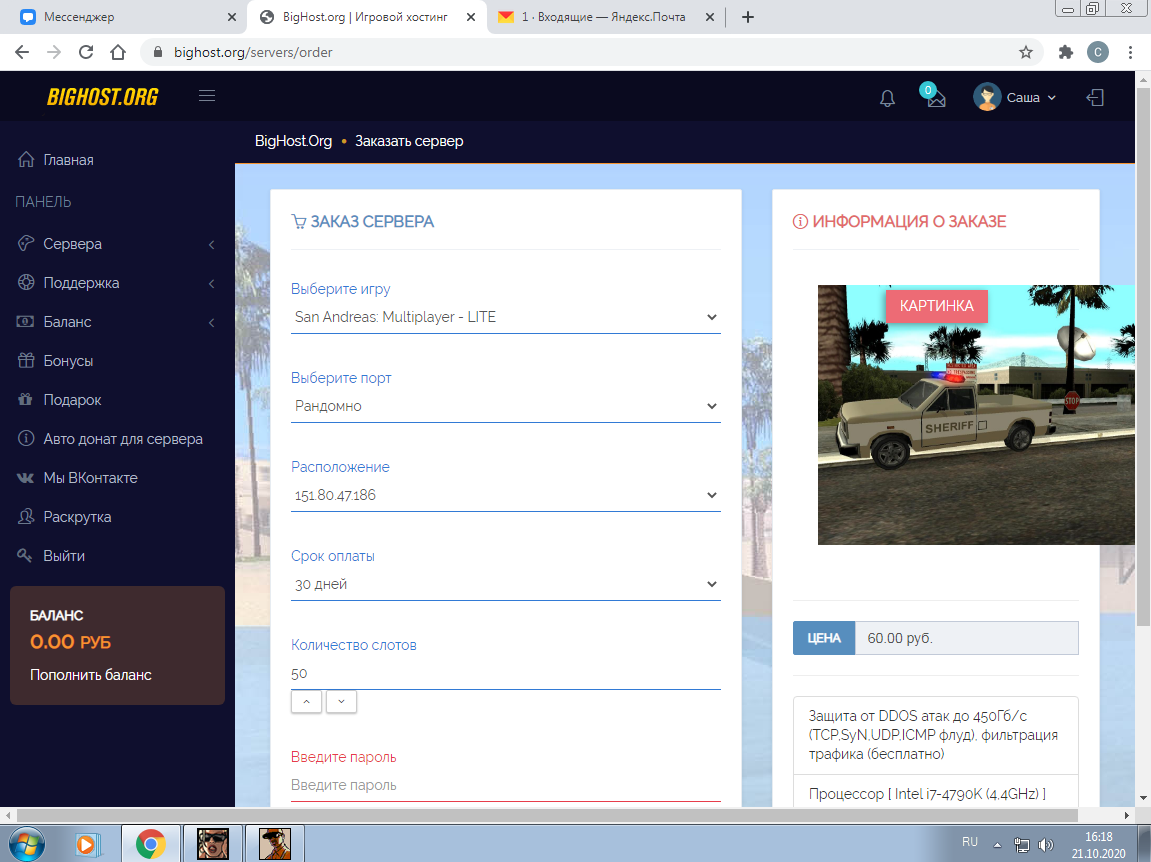 Мессенджер
BigHost.org | Игровой хостинг
1 · Входящие — Яндекс.Почта
bighost.org/servers/order
C
BIGHOST.ORG
0
Саша
BigHost.Org • Заказать сервер
Главная
ПАНЕЛЬ
Сервера
Поддержка
Баланс
Бонусы
Подарок
Авто донат для сервера
Мы ВКонтакте
Раскрутка
Выйти
БАЛАНС
0.00 РУБ
Пополнить баланс
ЗАКАЗ СЕРВЕРА
Выберите игру
San Andreas: Multiplayer - LITE
Выберите порт
Рандомно
Расположение
151.80.47.186
Срок оплаты
30 дней
Количество слотов
50
Введите пароль
Введите пароль
ИНФОРМАЦИЯ О ЗАКАЗЕ
КАРТИНКА
SHERIFF
STOP
ЦЕНА
60.00 руб.
Защита от DDOS атак до 450Гб/с
(TCP,SyN,UDP,ICMP флуд), фильтрация
трафика (бесплатно)
Процессор [ Intel i7-4790K (4.4GHz) ]
RU
16:18
21.10.2020